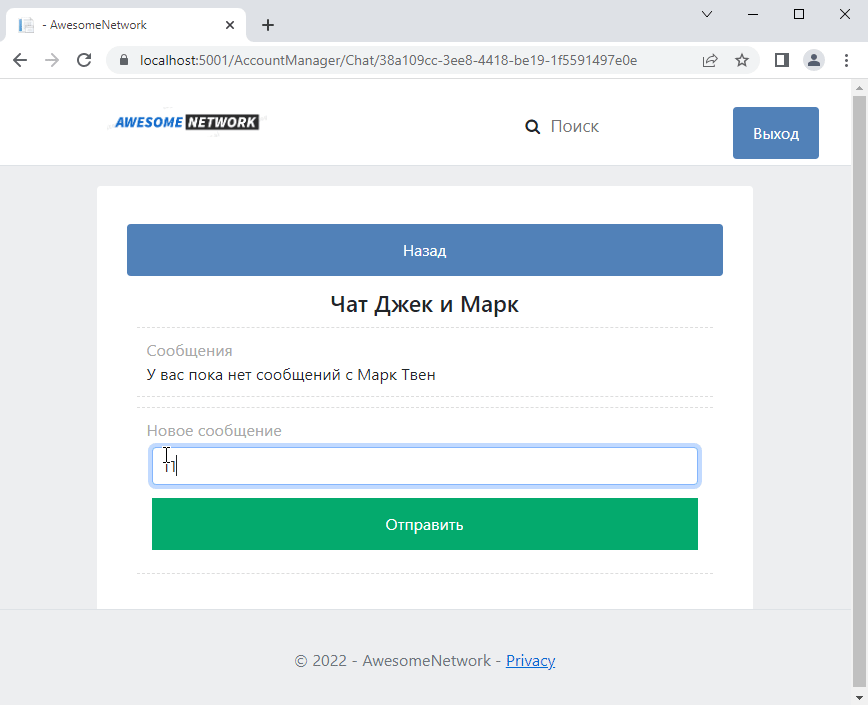 - AwesomeNetwork
localhost:5001/AccountManager/Chat/38a109cc-3ee8-4418-be19-1f5591497e0e
AWESOME NETWORK
Поиск
Выход
Назад
Чат Джек и Марк
Сообщения
У вас пока нет сообщений с Марк Твен
Новое сообщение
Отправить
© 2022 - AwesomeNetwork - Privacy